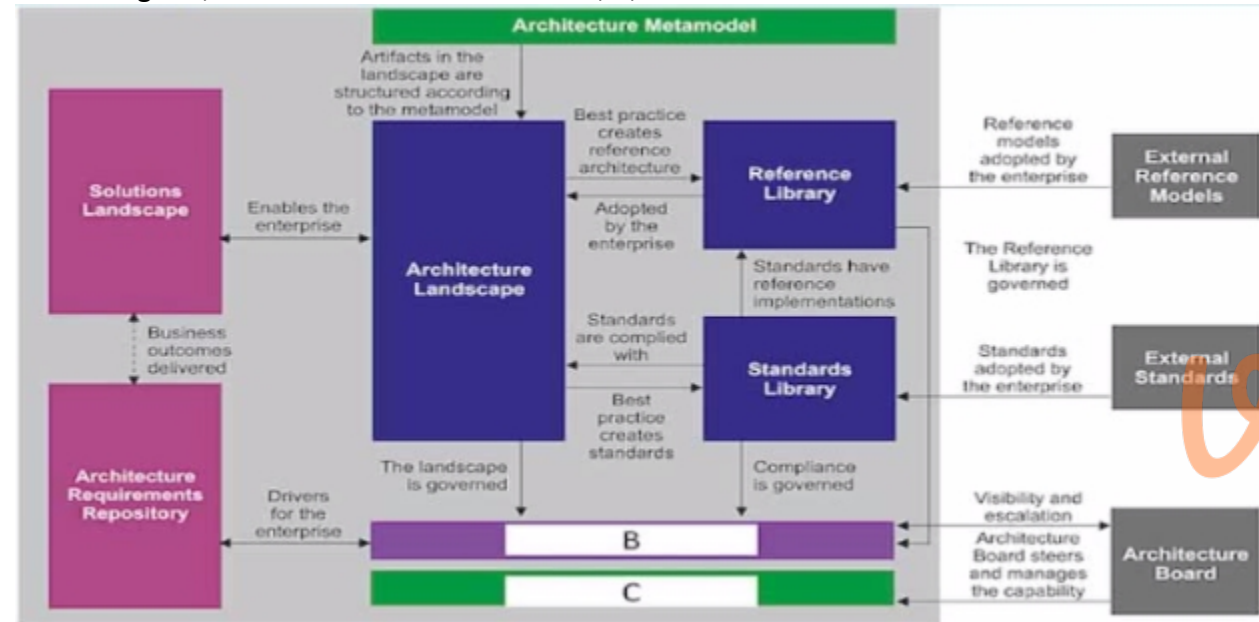 Architecture Metamodel
Artifacts in the
landscape are
structured according
to the metamodel
Solutions
Landscape
Enables the
enterprise
Business
outcomes
delivered
Architecture
Requirements
Repository
Drivers
for the
enterprise
Architecture
Landscape
Best practice
creates
reference
architecture
Adopted
by the
enterprise
Reference
Library
Standards have
reference
implementations
Standards
are complied
with
Best
practice
creates
standards
Standards
Library
The landscape
is governed
Compliance
is governed
B
C
Reference
models
adopted by
the enterprise
External
Reference
Models
The Reference
Library is
governed
Standards
adopted by
the enterprise
External
Standards
Visibility and
escalation
Architecture
Board steers
and manages
the capability
Architecture
Board